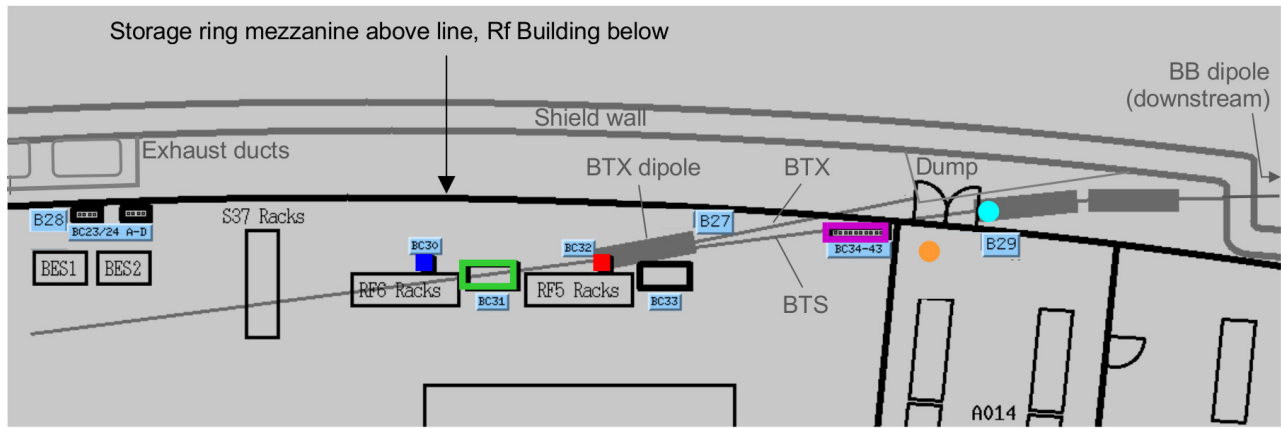 Storage ring mezzanine above line, Rf Building below
BB dipole
(downstream)
Shield wall
Exhaust ducts
BTX dipole
BTX
Dump
B28
BC23/24 A-D
S37 Racks
B27
BC30
BC32
BC34-43
B29
BES1
BES2
RF6 Racks
BC31
RF5 Racks
BC33
BTS
A014